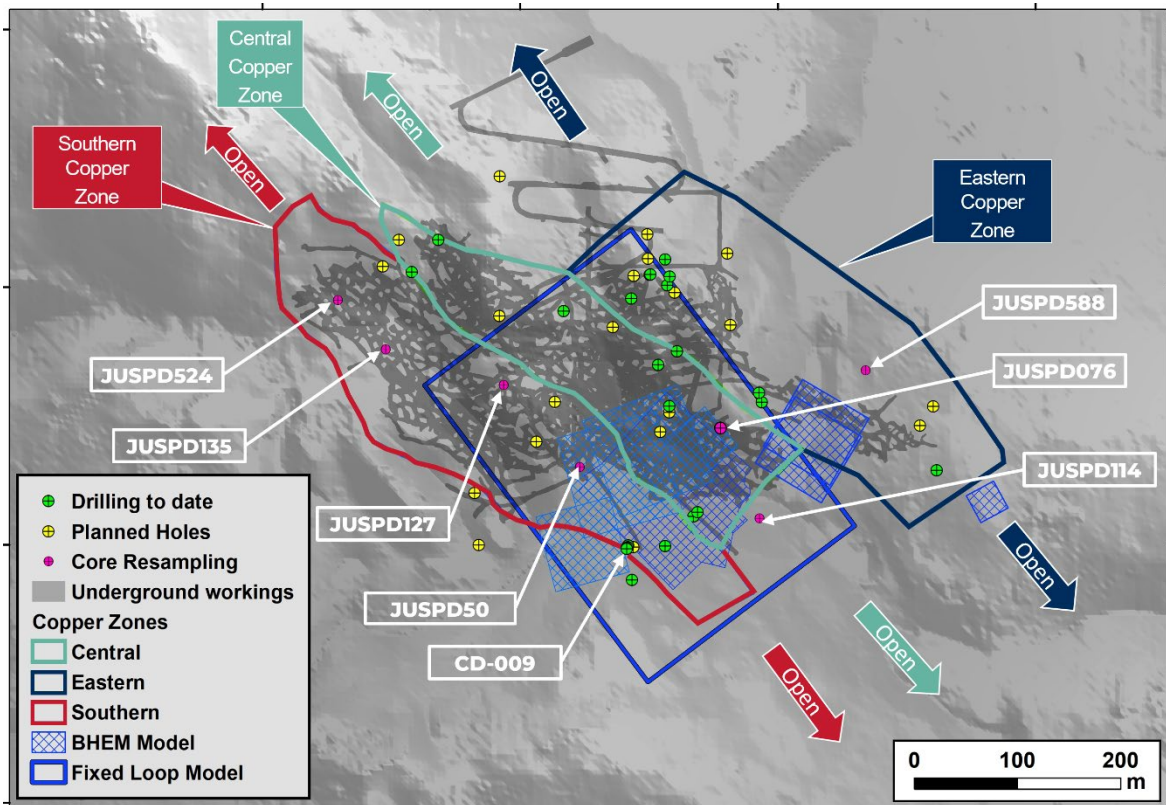 Central
Copper
Zone
Open
Open
Open
Southern
Copper
Zone
Eastern
Copper
Zone
JUSPD588
JUSPD076
JUSPD524
JUSPD135
JUSPD114
JUSPD127
JUSPD50
CD-009
Drilling to date
Planned Holes
Core Resampling
Underground workings
Copper Zones
Central
Eastern
Southern
BHEM Model
Fixed Loop Model
Open
Open
Open
0 100 200
m